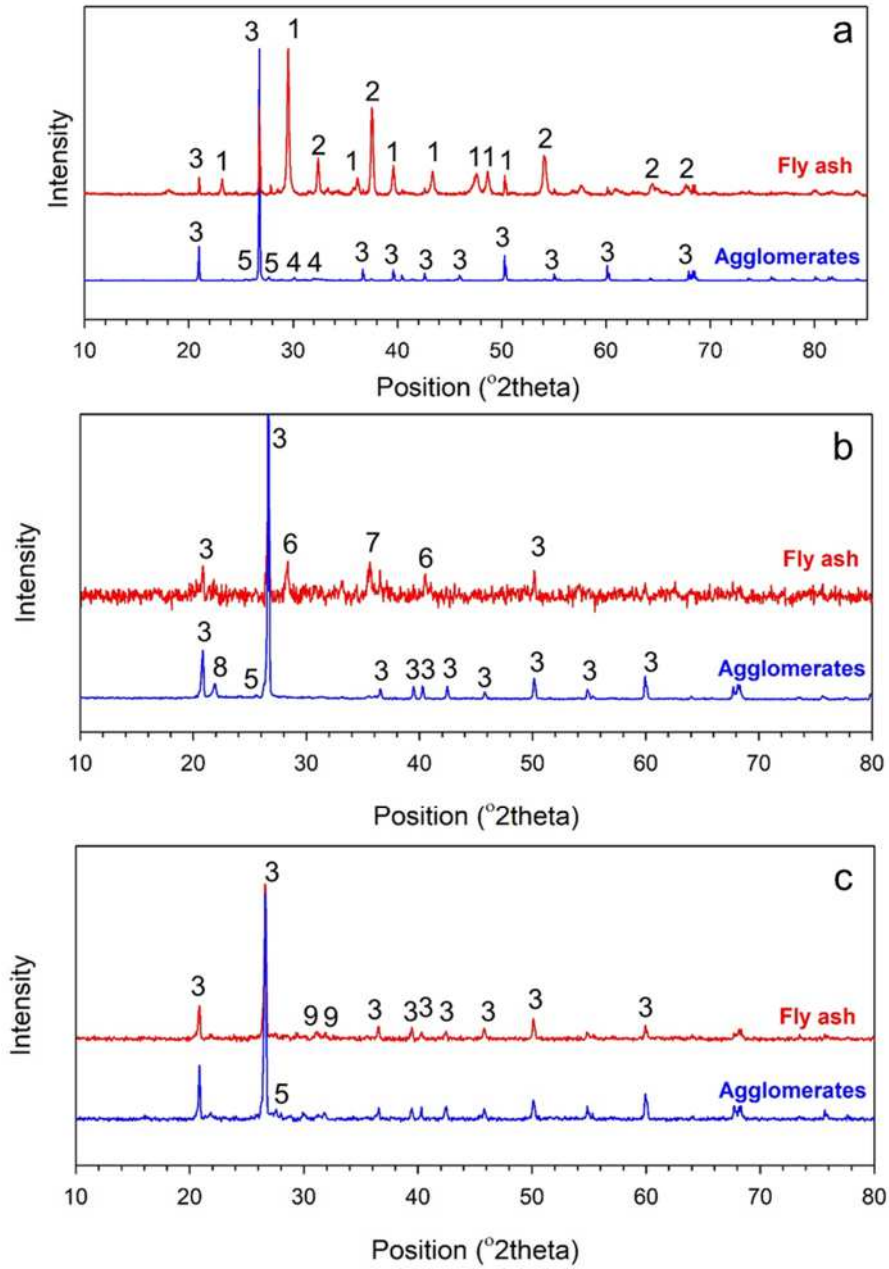 a
3 1
2
3 1 2 1 1 1 1 1 1 2 2 2
Fly ash
3 5 5 4 4 3 3 3 3 3 3 3 3
Agglomerates
Intensity
10 20 30 40 50 60 70 80
Position (°2theta)
b
3
3 6 7 6 3
Fly ash
3 8 5 3 3 3 3 3 3 3 3
Agglomerates
Intensity
10 20 30 40 50 60 70 80
Position (°2theta)
c
3
3 9 9 3 3 3 3 3 3 3
Fly ash
5
Agglomerates
Intensity
10 20 30 40 50 60 70 80
Position (°2theta)